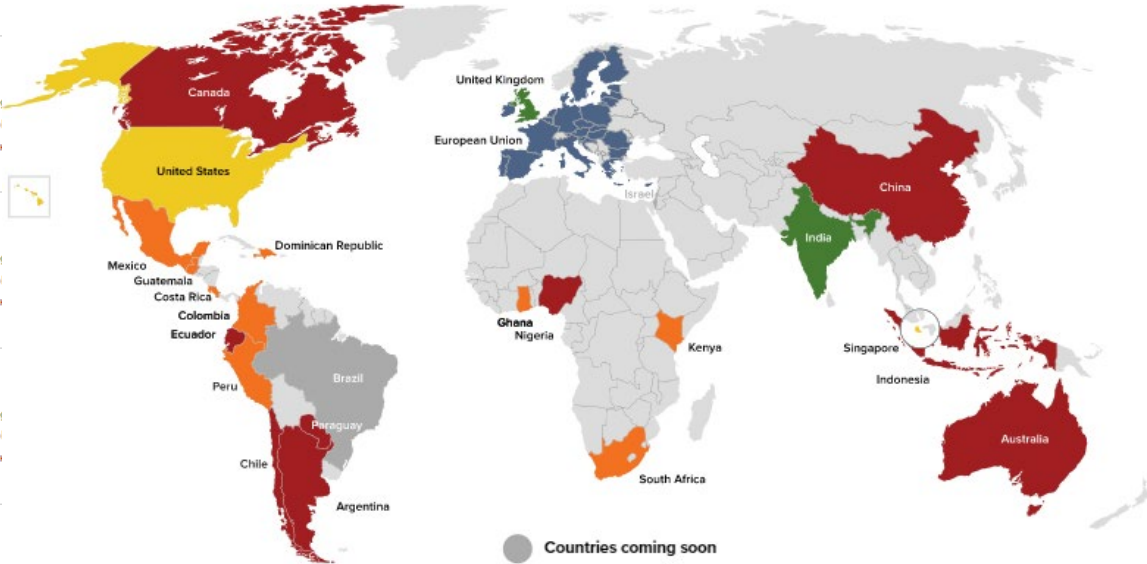 Canada
United States
United Kingdom
European Union
Israel
China
India
Dominican Republic
Mexico
Guatemala
Costa Rica
Colombia
Ecuador
Peru
Brazil
Paraguay
Chile
Argentina
Ghana
Nigeria
Kenya
South Africa
Singapore
Indonesia
Australia
Countries coming soon